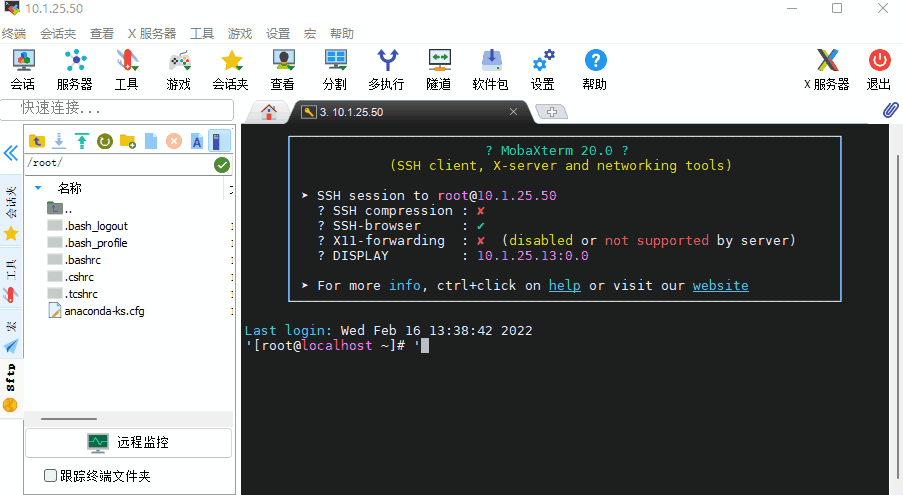 10.1.25.50
终端 会话夹 查看 X 服务器 工具 游戏 设置 宏 帮助
会话 服务器 工具 游戏 会话夹 查看 分割 多执行 隧道 软件包 设置 帮助 X 服务器 退出
快速连接...
3. 10.1.25.50
/root/
名称
..
.bash_logout
.bash_profile
.bashrc
.cshrc
.tcshrc
anaconda-ks.cfg
会话夹
工具
宏
Sftp
远程监控
跟踪终端文件夹
? MobaXterm 20.0 ?
(SSH client, X-server and networking tools)
➤ SSH session to root@10.1.25.50
? SSH compression : ✘
? SSH-browser : ✔
? X11-forwarding : ✘ (disabled or not supported by server)
? DISPLAY : 10.1.25.13:0.0
➤ For more info, ctrl+click on help or visit our website
Last login: Wed Feb 16 13:38:42 2022
'[root@localhost ~]# '